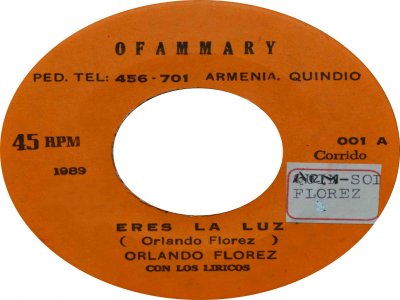 OFAMMARY
PED. TEL: 456-701 ARMENIA, QUINDIO
45 RPM
1989
001 A
Corrido
FLOREZ
ERES LA LUZ
( Orlando Florez )
ORLANDO FLOREZ
CON LOS LIRICOS